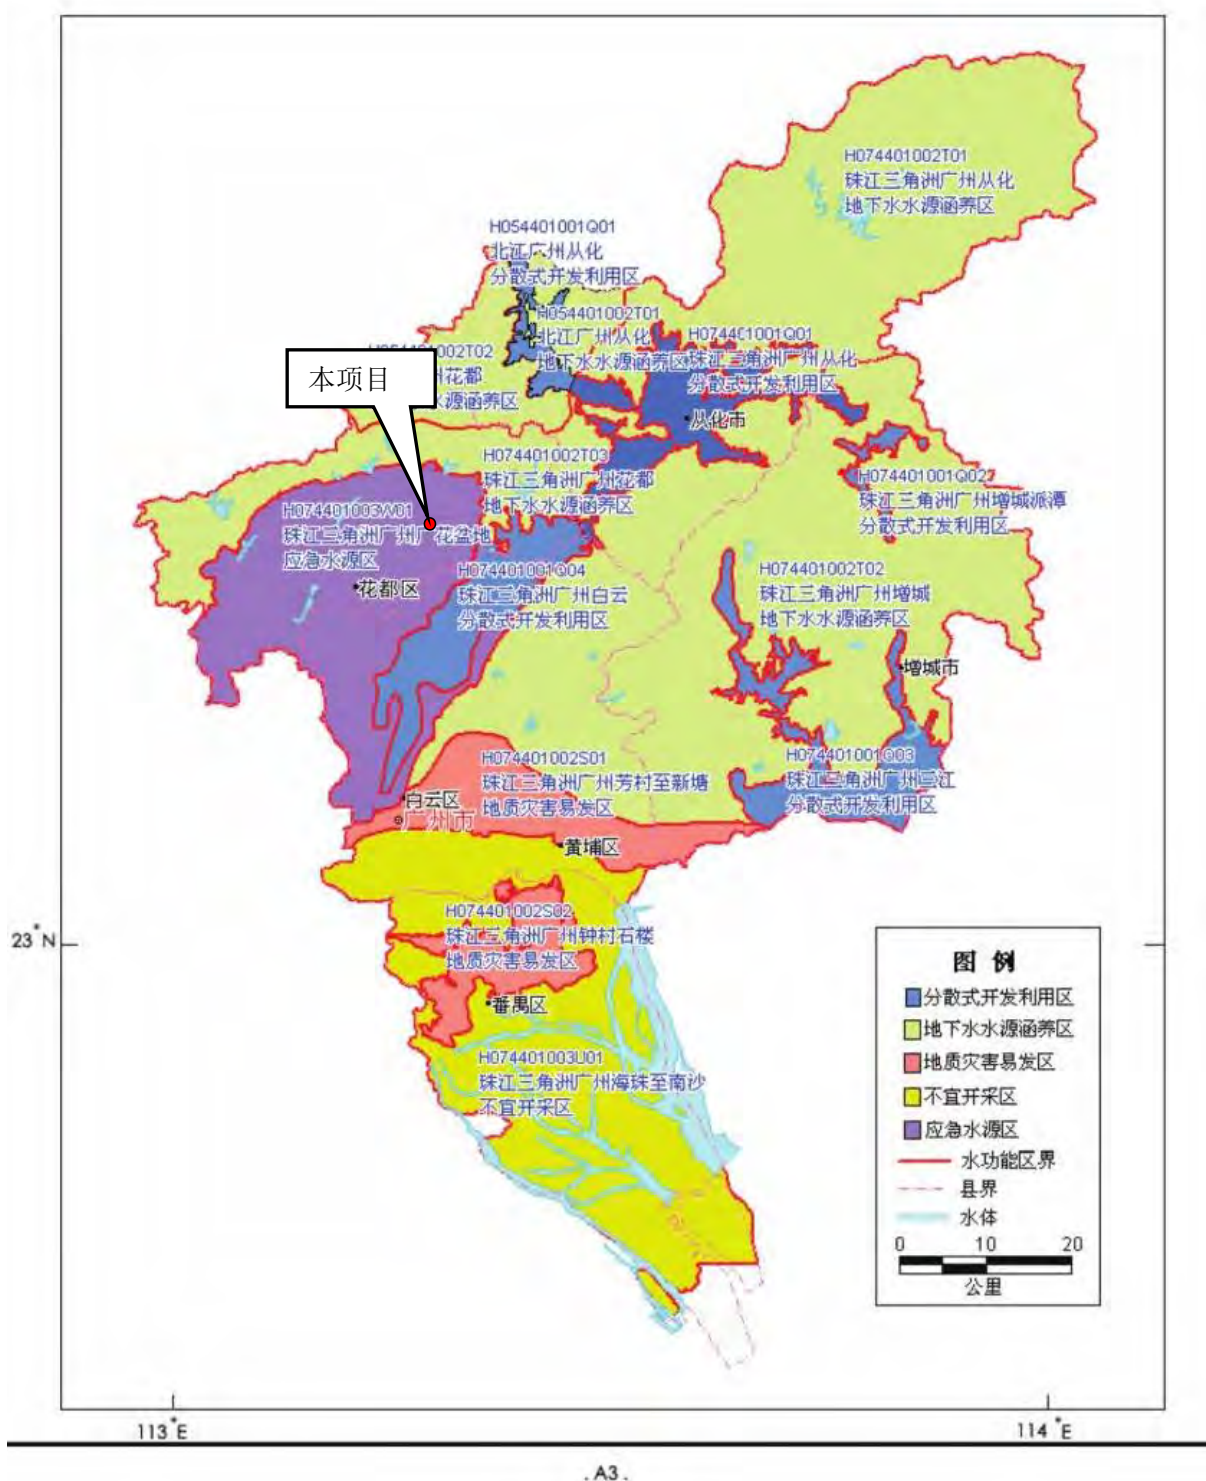 H074401002T01
珠江三角洲广州从化
地下水水源涵养区
H054401001Q01
北江广州从化
分散式开发利用区
H054401002T01
北江广州从化
地下水水源涵养区
H074401001Q01
珠江三角洲广州从化
分散式开发利用区
002T02
州花都
水源涵养区
本项目
从化市
H074401002T03
珠江三角洲广州花都
地下水水源涵养区
H074401001Q02
珠江三角洲广州增城派潭
分散式开发利用区
H074401003W01
珠江三角洲广州广花盆地
应急水源区
花都区
H074401001Q04
珠江三角洲广州白云
分散式开发利用区
H074401002T02
珠江三角洲广州增城
地下水水源涵养区
增城市
H074401002S01
珠江三角洲广州芳村至新塘
地质灾害易发区
H074401001Q03
珠江三角洲广州三江
分散式开发利用区
白云区
广州市
黄埔区
H074401002S02
珠江三角洲广州钟村石楼
地质灾害易发区
番禺区
H074401003U01
珠江三角洲广州海珠至南沙
不宜开采区
23°N
图 例
分散式开发利用区
地下水水源涵养区
地质灾害易发区
不宜开采区
应急水源区
水功能区界
县界
水体
0 10 20
公里
113°E 114°E
. A3 .